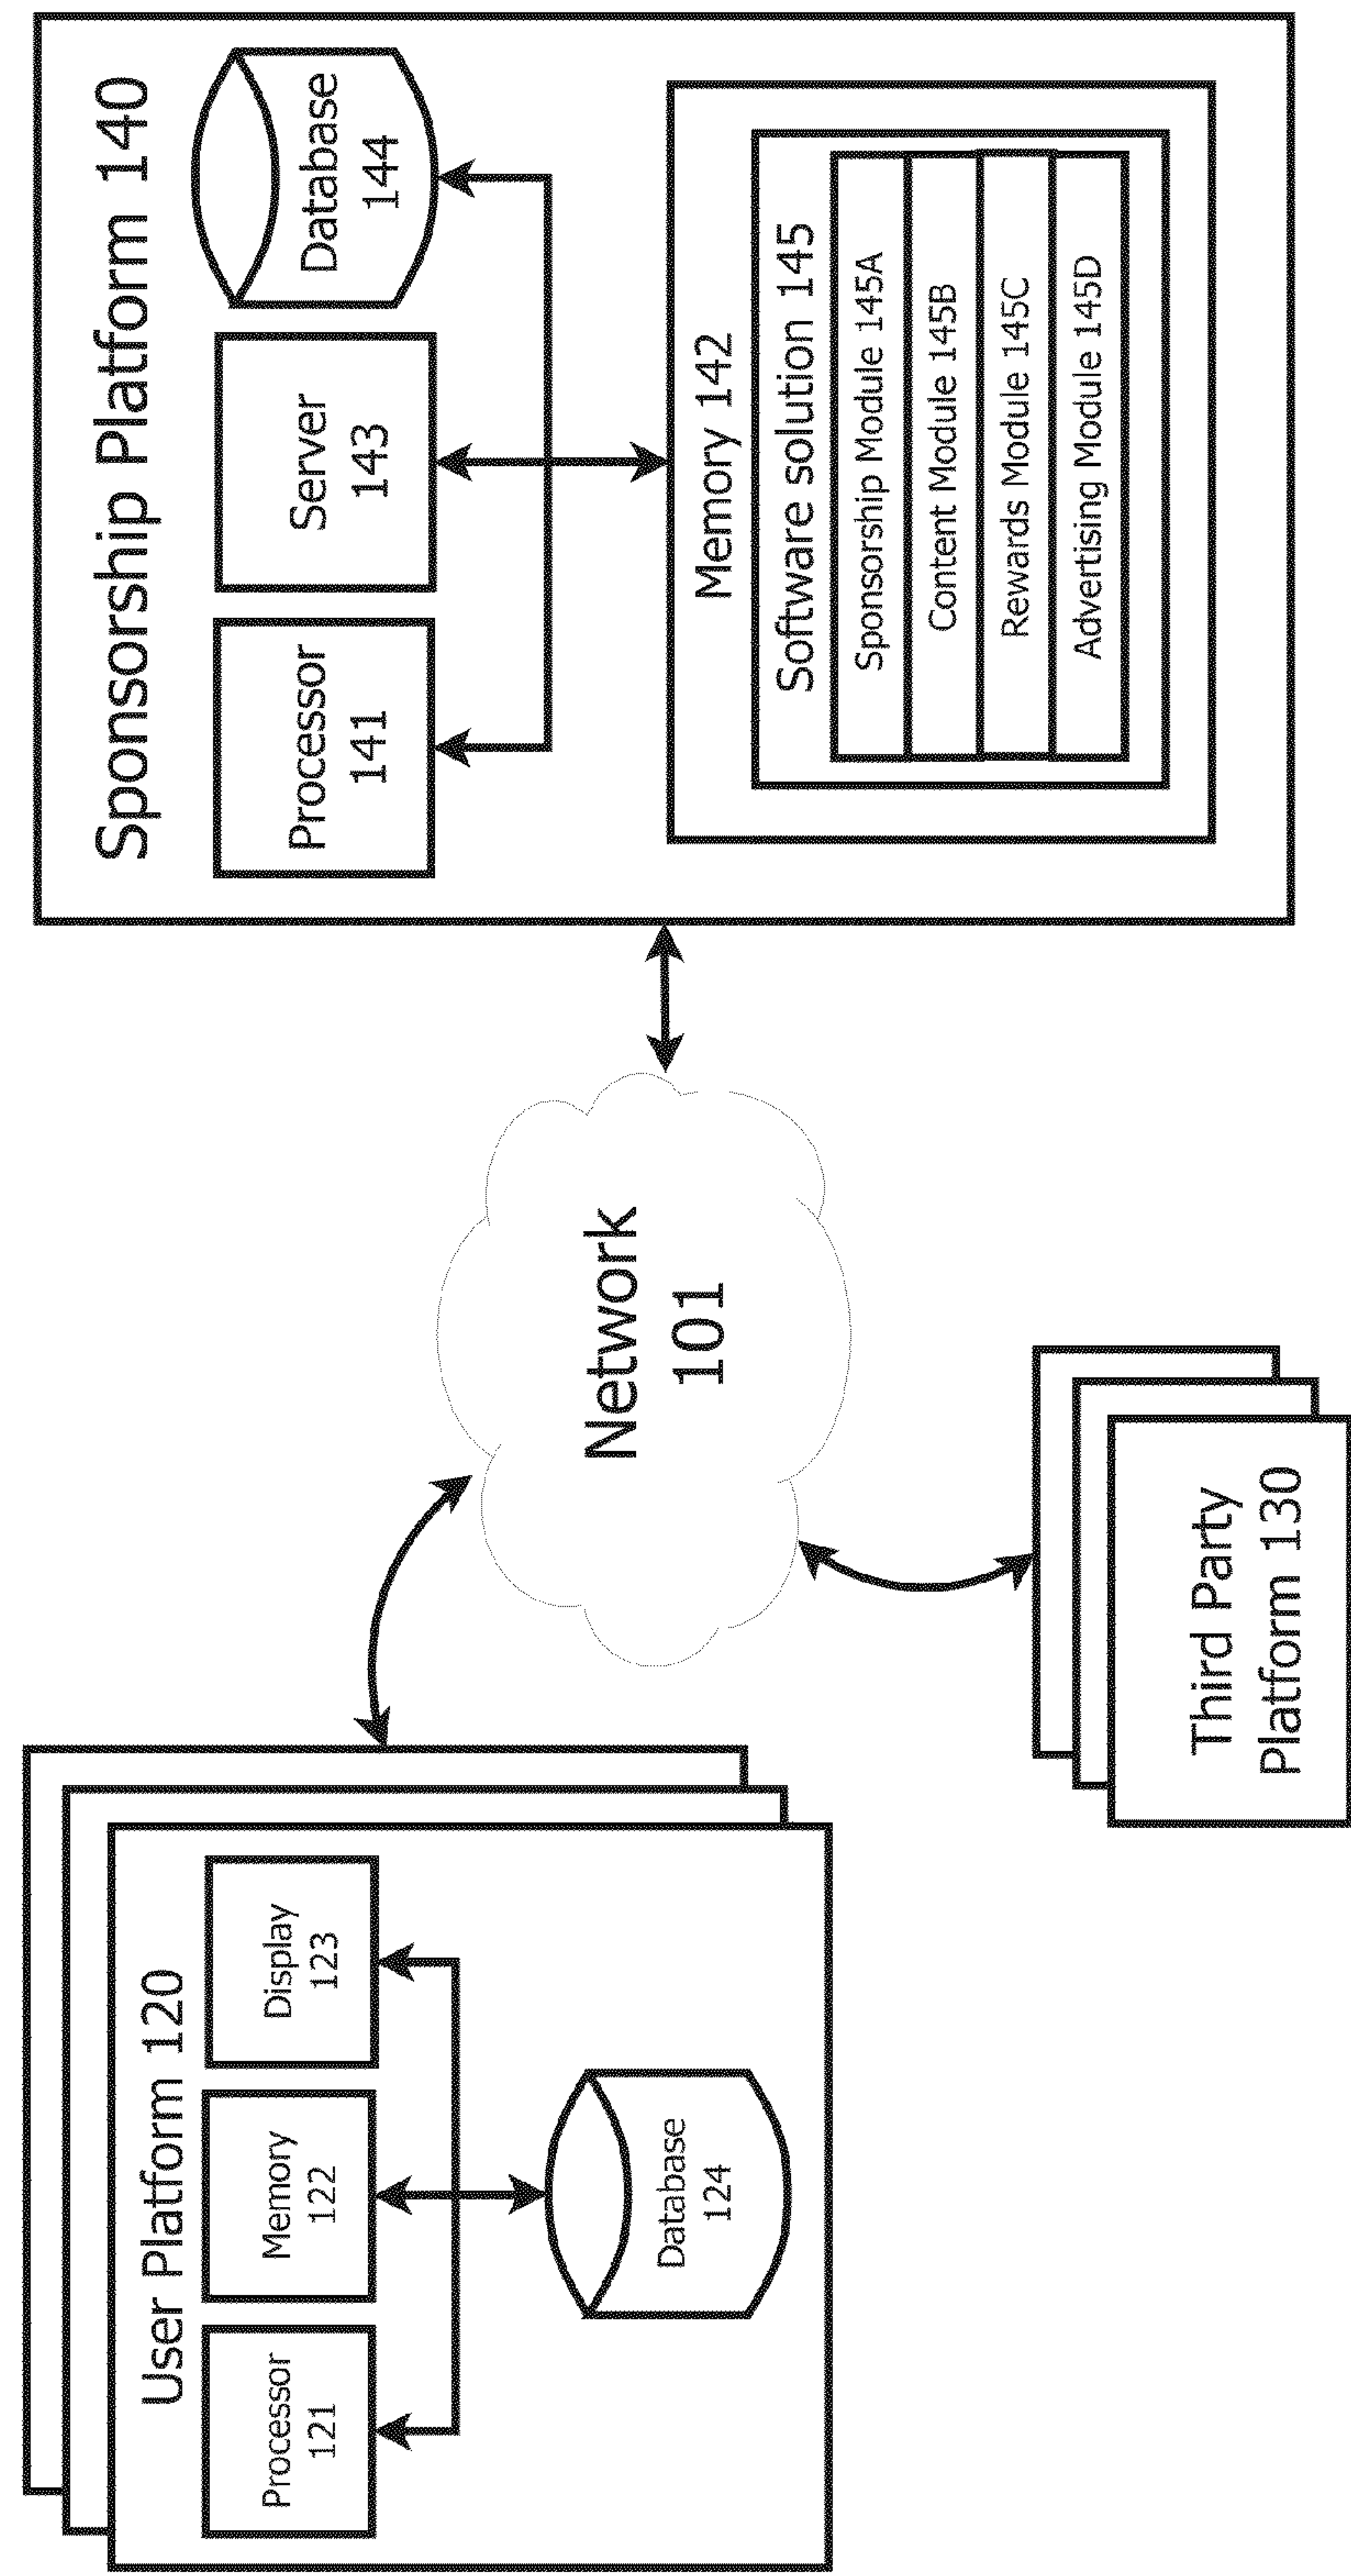 User Platform 120
Processor
121
Memory
122
Display
123
Database
124
Network
101
Third Party
Platform 130
Sponsorship Platform 140
Processor
141
Server
143
Database
144
Memory 142
Software solution 145
Sponsorship Module 145A
Content Module 145B
Rewards Module 145C
Advertising Module 145D